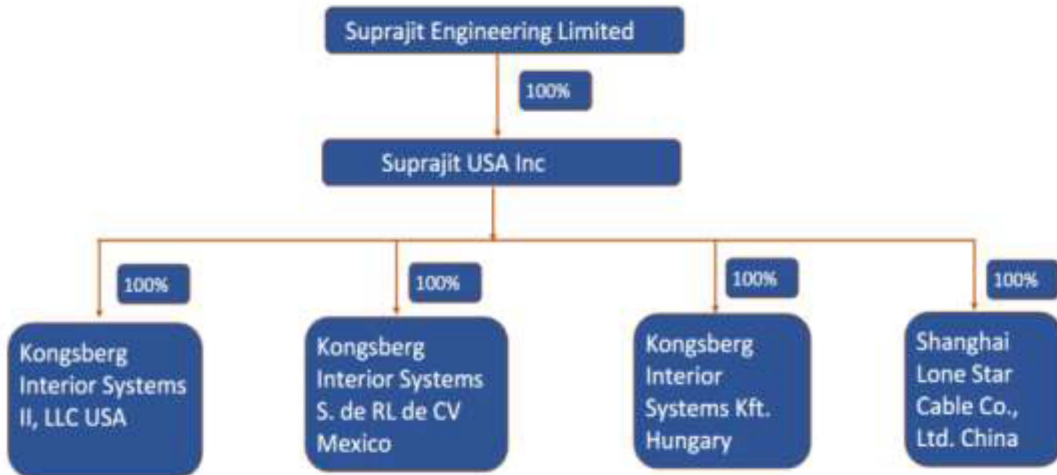 Suprajit Engineering Limited
100%
Suprajit USA Inc
100%
100%
100%
100%
Kongsberg
Interior Systems
II, LLC USA
Kongsberg
Interior Systems
S. de RL de CV
Mexico
Kongsberg
Interior
Systems Kft.
Hungary
Shanghai
Lone Star
Cable Co.,
Ltd. China